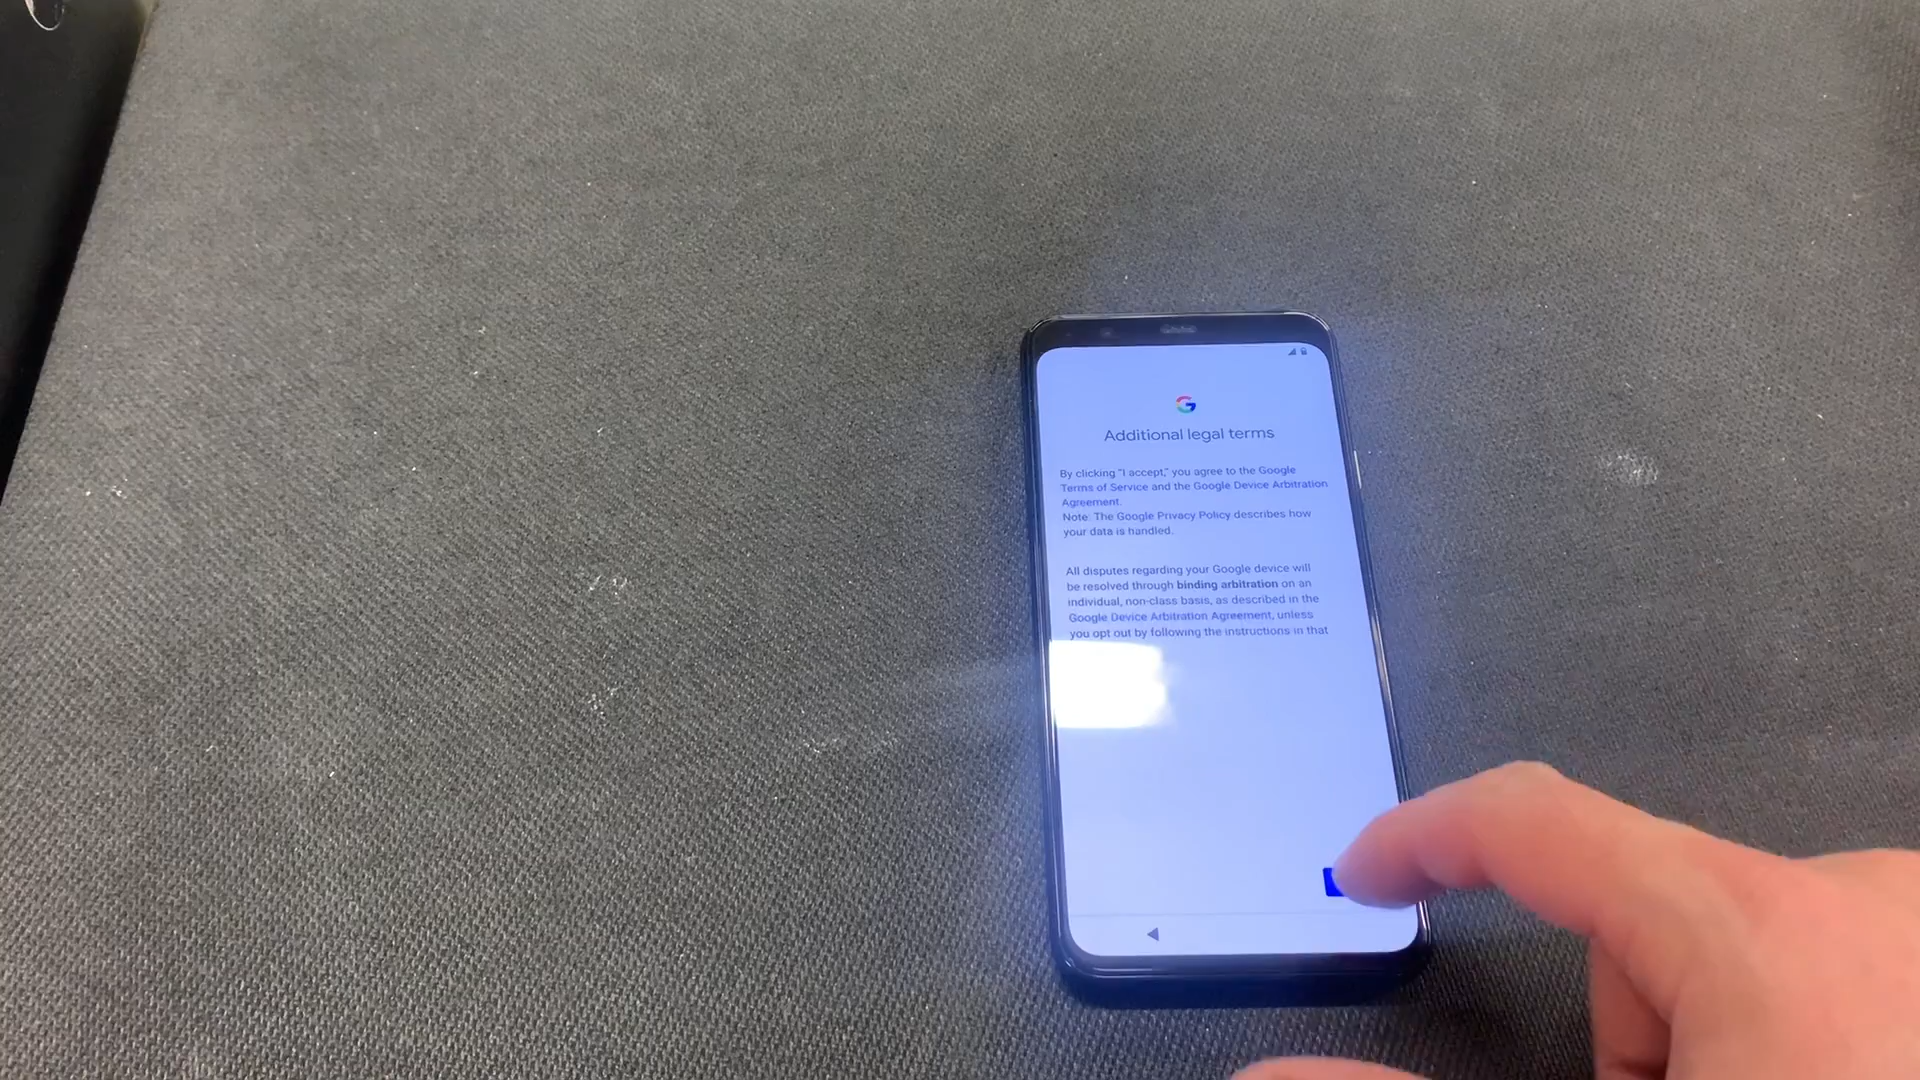 G
Additional legal terms
By clicking "I accept," you agree to the Google
Terms of Service and the Google Device Arbitration
Agreement.
Note: The Google Privacy Policy describes how
your data is handled.
All disputes regarding your Google device will
be resolved through binding arbitration on an
individual, non-class basis, as described in the
Google Device Arbitration Agreement, unless
you opt out by following the instructions in that